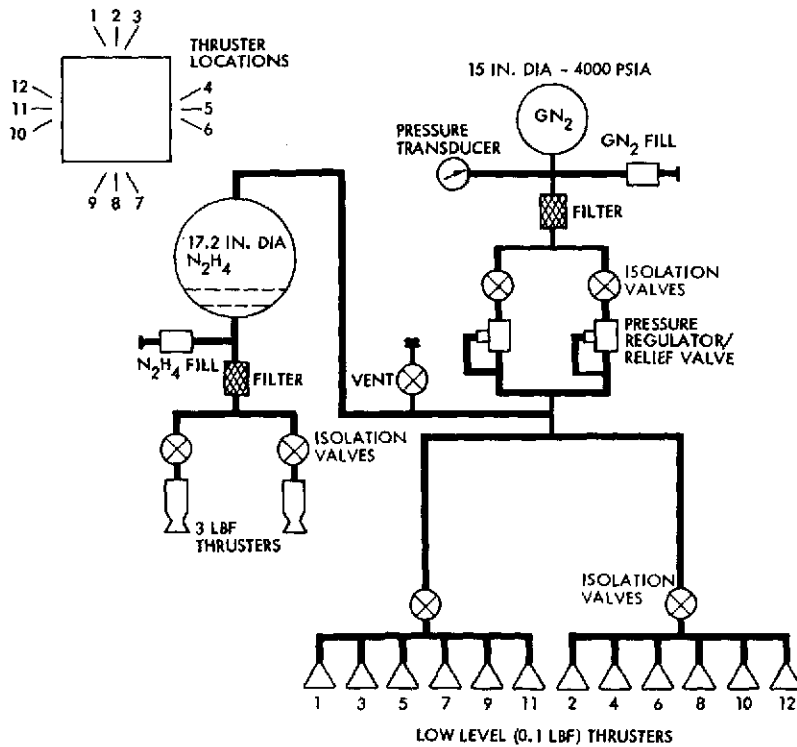 1 2 3
THRUSTER
LOCATIONS
12
11
10
4
5
6
9 8 7
15 IN. DIA - 4000 PSIA
GN2
PRESSURE
TRANSDUCER
GN2 FILL
FILTER
17.2 IN. DIA
N2H4
ISOLATION
VALVES
PRESSURE
REGULATOR/
RELIEF VALVE
N2H4 FILL
FILTER
VENT
ISOLATION
VALVES
3 LBF
THRUSTERS
ISOLATION
VALVES
1 3 5 7 9 11 2 4 6 8 10 12
LOW LEVEL (0.1 LBF) THRUSTERS